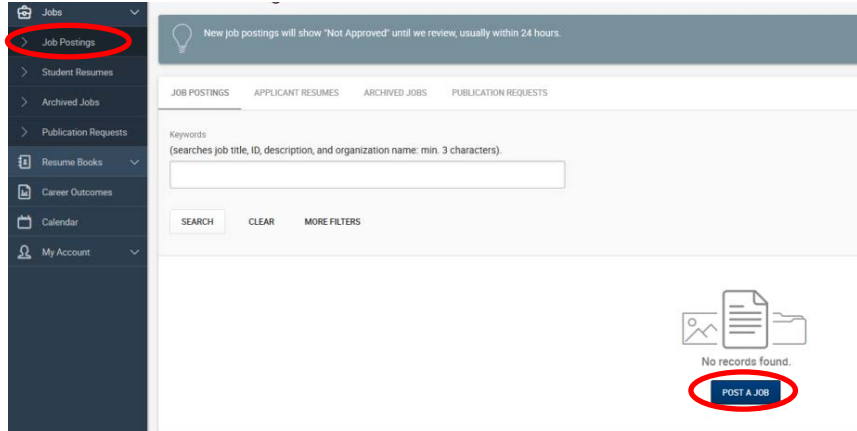 Jobs
Job Postings
Student Resumes
Archived Jobs
Publication Requests
Resume Books
Career Outcomes
Calendar
My Account
New job postings will show "Not Approved" until we review, usually within 24 hours.
JOB POSTINGS APPLICANT RESUMES ARCHIVED JOBS PUBLICATION REQUESTS
Keywords
(searches job title, ID, description, and organization name: min. 3 characters).
SEARCH CLEAR MORE FILTERS
No records found.
POST A JOB